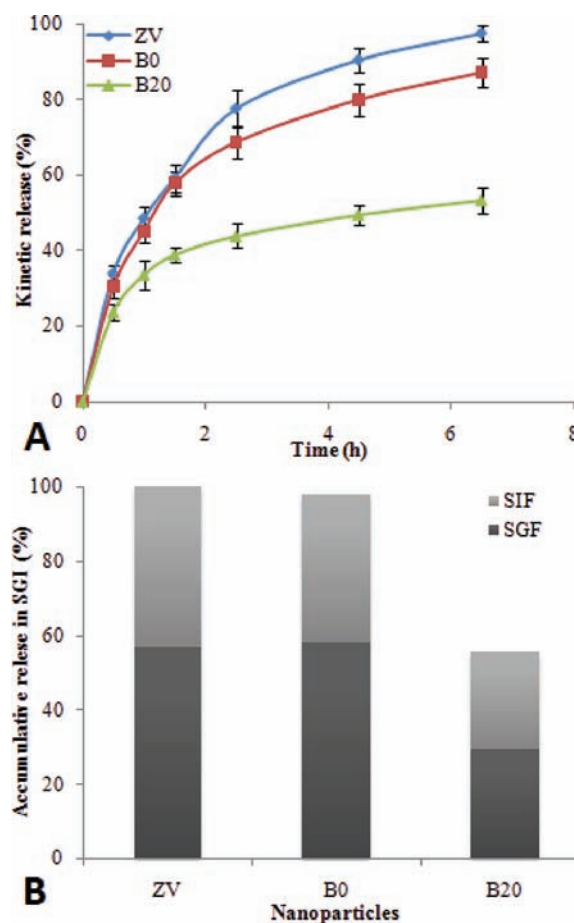 100
80
60
40
20
0
ZV
B0
B20
Kinetic release (%)
0
2
4
6
8
Time (h)
A
100
80
60
40
20
0
SIF
SGF
Accumulative relese in SGI (%)
ZV
B0
B20
Nanoparticles
B